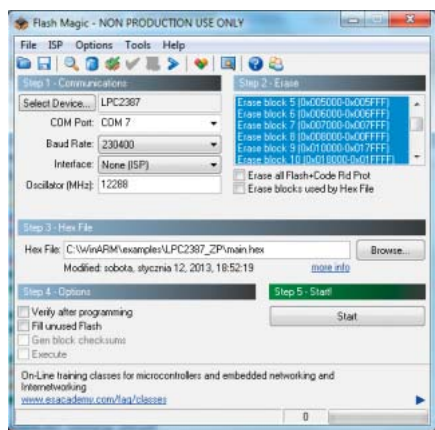 Flash Magic - NON PRODUCTION USE ONLY
File ISP Options Tools Help
Step 1 - Communications
Select Device... LPC2387
COM Port: COM 7
Baud Rate: 230400
Interface: None (ISP)
Oscillator (MHz): 12288
Step 2 - Erase
Erase block 5 (0x005000-0x005FFF)
Erase block 6 (0x006000-0x006FFF)
Erase block 7 (0x007000-0x007FFF)
Erase block 8 (0x008000-0x00FFFF)
Erase block 9 (0x010000-0x017FFF)
Erase block 10 (0x018000-0x01FFFF)
Erase all Flash+Code Rd Prot
Erase blocks used by Hex File
Step 3 - Hex File
Hex File: C:\WinARM\examples\LPC2387_ZP\main.hex Browse...
Modified: sobota, stycznia 12, 2013, 18:52:19 more info
Step 4 - Options
Verify after programming
Fill unused Flash
Gen block checksums
Execute
Step 5 - Start!
Start
On-Line training classes for microcontrollers and embedded networking and
Internetworking
www.esacademy.com/faq/classes
0